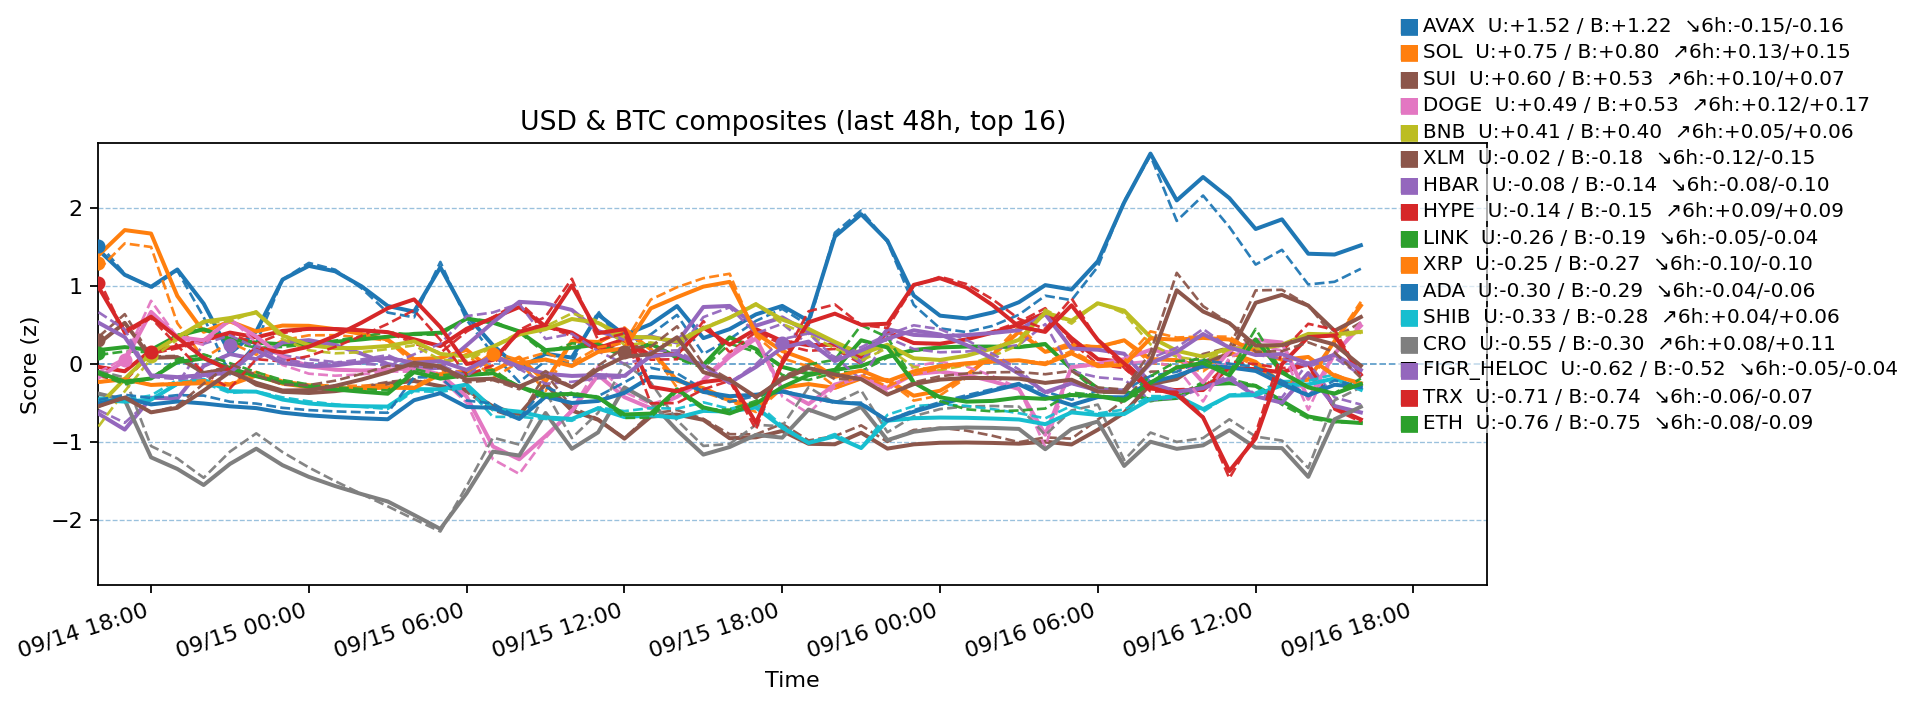 AVAX U:+1.52 / B:+1.22 ↘6h:-0.15/-0.16
SOL U:+0.75 / B:+0.80 ↗6h:+0.13/+0.15
SUI U:+0.60 / B:+0.53 ↗6h:+0.10/+0.07
DOGE U:+0.49 / B:+0.53 ↗6h:+0.12/+0.17
BNB U:+0.41 / B:+0.40 ↗6h:+0.05/+0.06
XLM U:-0.02 / B:-0.18 ↘6h:-0.12/-0.15
HBAR U:-0.08 / B:-0.14 ↘6h:-0.08/-0.10
HYPE U:-0.14 / B:-0.15 ↗6h:+0.09/+0.09
LINK U:-0.26 / B:-0.19 ↘6h:-0.05/-0.04
XRP U:-0.25 / B:-0.27 ↘6h:-0.10/-0.10
ADA U:-0.30 / B:-0.29 ↘6h:-0.04/-0.06
SHIB U:-0.33 / B:-0.28 ↗6h:+0.04/+0.06
CRO U:-0.55 / B:-0.30 ↗6h:+0.08/+0.11
FIGR_HELOC U:-0.62 / B:-0.52 ↘6h:-0.05/-0.04
TRX U:-0.71 / B:-0.74 ↘6h:-0.06/-0.07
ETH U:-0.76 / B:-0.75 ↘6h:-0.08/-0.09
USD & BTC composites (last 48h, top 16)
Score (z)
2
1
0
−1
−2
09/14 18:00
09/15 00:00
09/15 06:00
09/15 12:00
09/15 18:00
09/16 00:00
09/16 06:00
09/16 12:00
09/16 18:00
Time